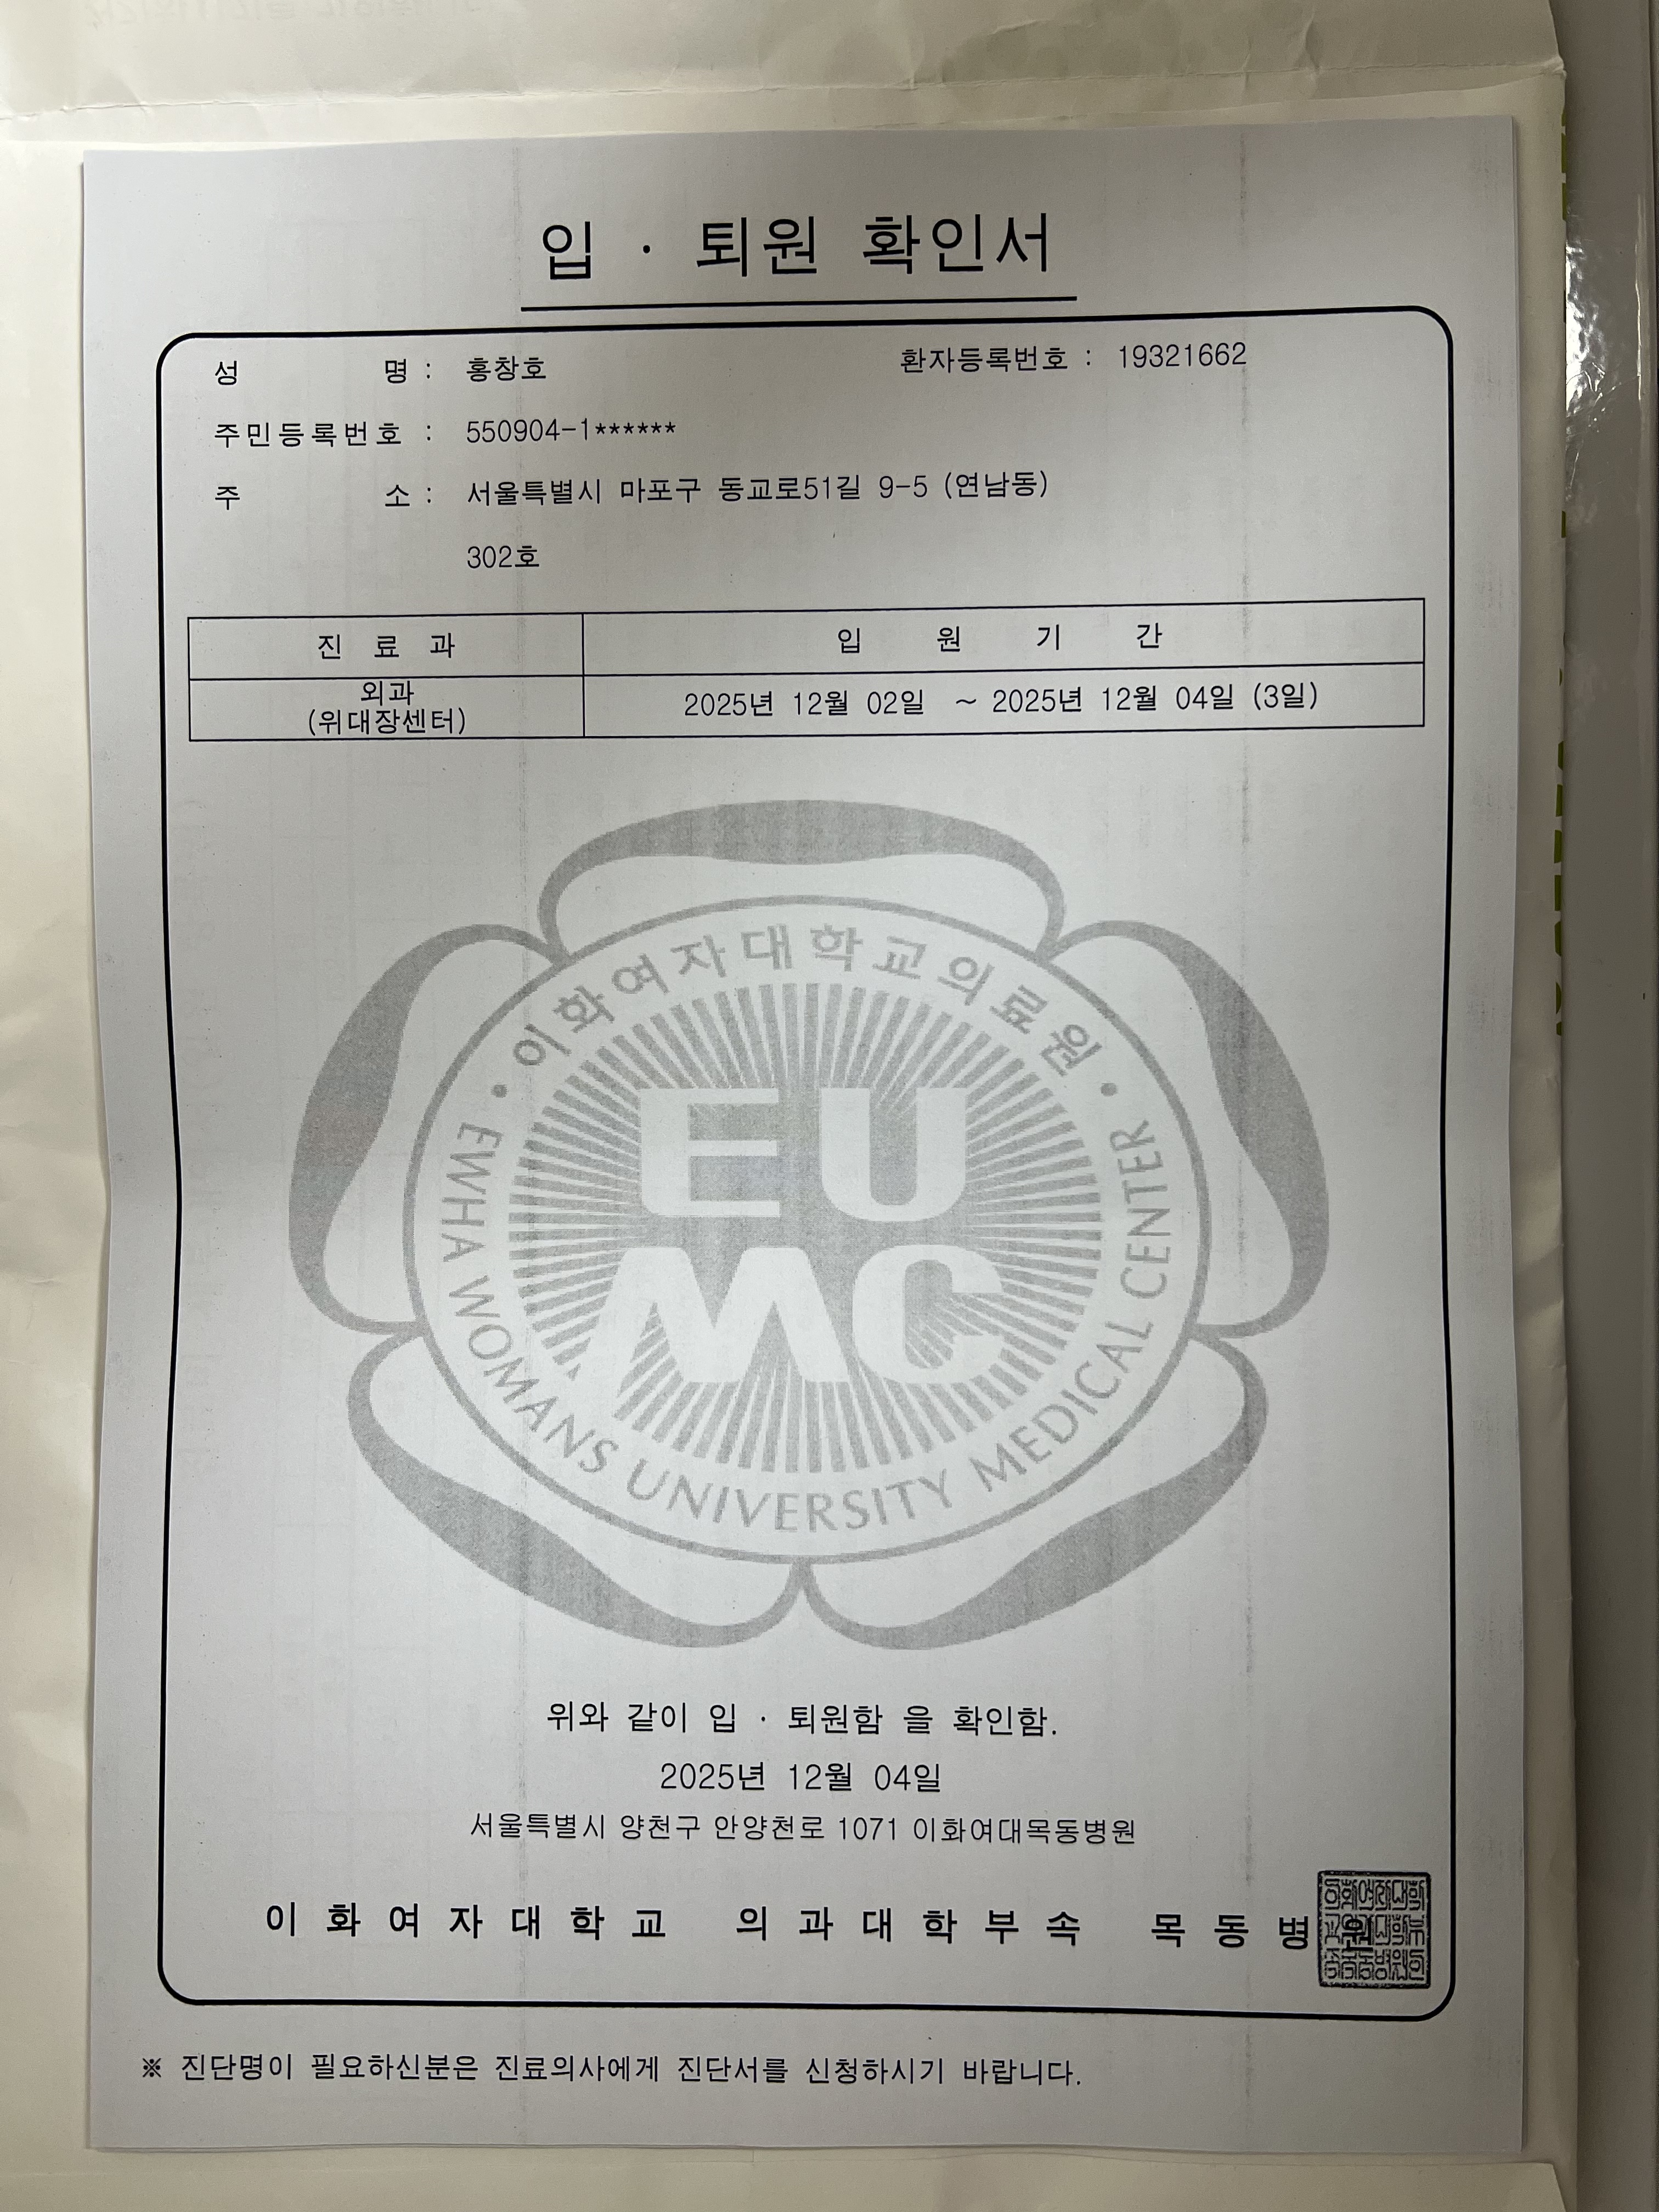 입 · 퇴원 확인서
성 명 : 홍창호 환자등록번호 : 19321662
주민등록번호 : 550904-1******
주 소 : 서울특별시 마포구 동교로51길 9-5 (연남동)
302호
진 료 과 입 원 기 간
외과
(위대장센터)
2025년 12월 02일 ~ 2025년 12월 04일 (3일)
• 이화여자대학교의료원 •
EU
MC
EWHA WOMANS UNIVERSITY MEDICAL CENTER
위와 같이 입 · 퇴원함 을 확인함.
2025년 12월 04일
서울특별시 양천구 안양천로 1071 이화여대목동병원
이 화 여 자 대 학 교 의 과 대 학 부 속 목 동 병 원
※ 진단명이 필요하신분은 진료의사에게 진단서를 신청하시기 바랍니다.